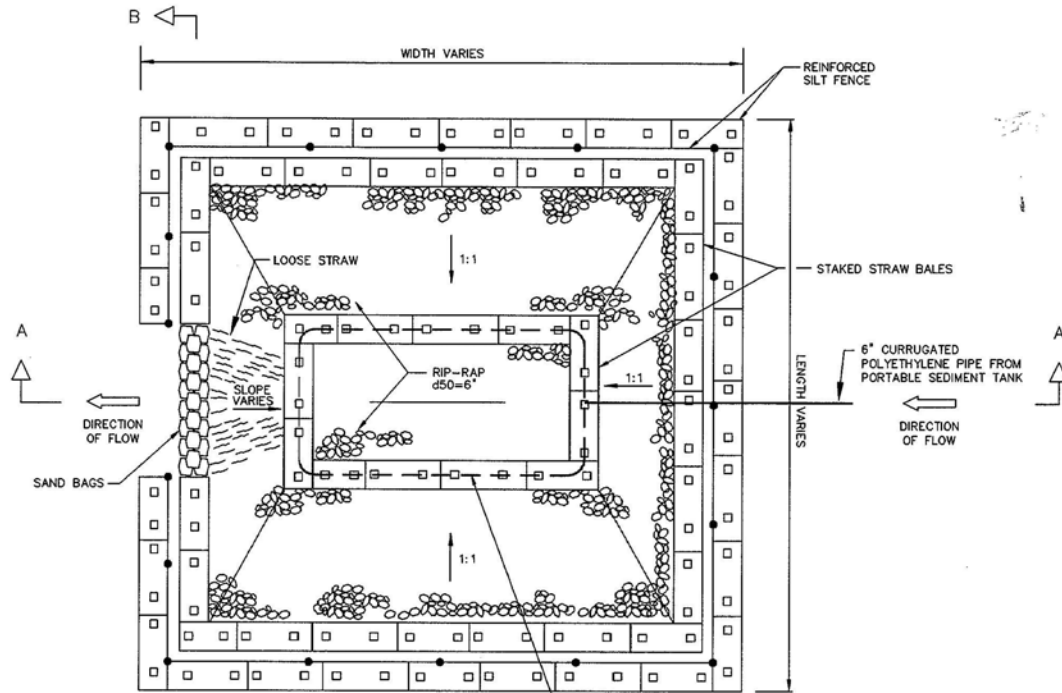 B
WIDTH VARIES
REINFORCED
SILT FENCE
LOOSE STRAW
1:1
STAKED STRAW BALES
A
A
6" CURRUGATED
POLYETHYLENE PIPE FROM
PORTABLE SEDIMENT TANK
RIP-RAP
d50=6"
1:1
LENGTH VARIES
SLOPE
VARIES
DIRECTION
OF FLOW
DIRECTION
OF FLOW
SAND BAGS
1:1